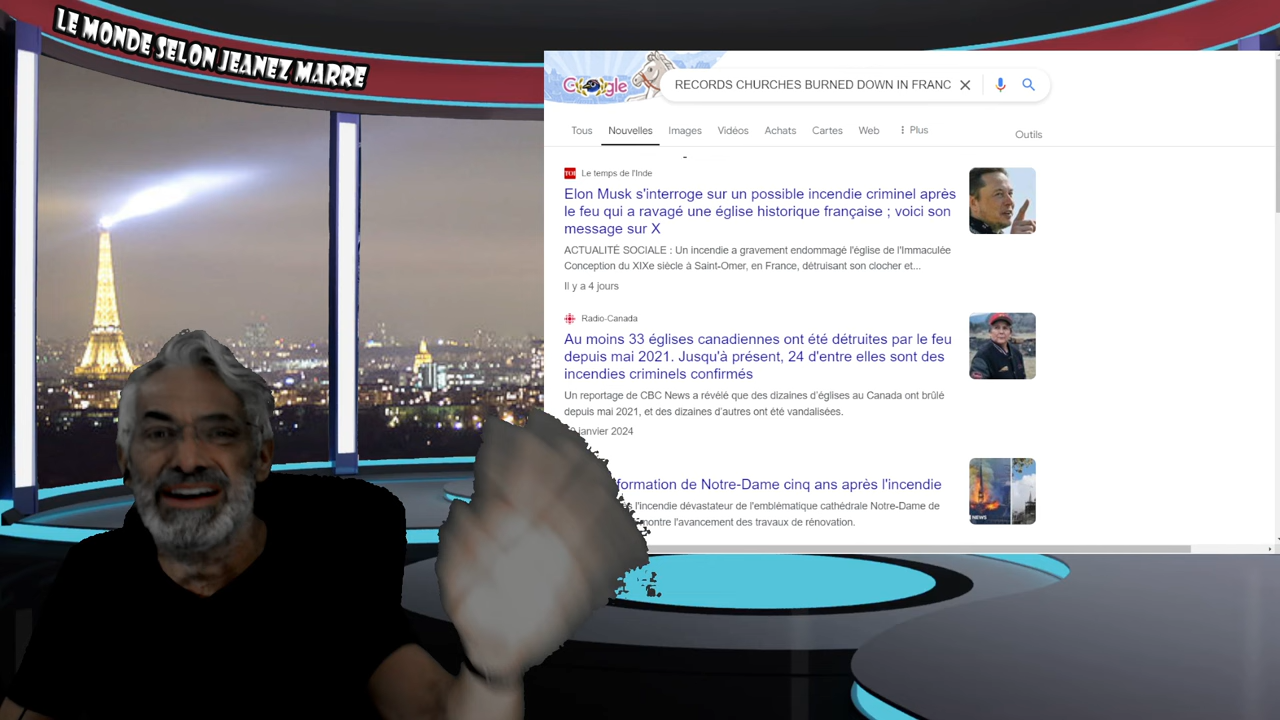 LE MONDE SELON JEANEZ MARRE
Google
RECORDS CHURCHES BURNED DOWN IN FRANC
Tous Nouvelles Images Vidéos Achats Cartes Web Plus
Outils
Le temps de l'Inde
Elon Musk s'interroge sur un possible incendie criminel après
le feu qui a ravagé une église historique française ; voici son
message sur X
ACTUALITÉ SOCIALE : Un incendie a gravement endommagé l'église de l'Immaculée
Conception du XIXe siècle à Saint-Omer, en France, détruisant son clocher et...
Il y a 4 jours
Radio-Canada
Au moins 33 églises canadiennes ont été détruites par le feu
depuis mai 2021. Jusqu'à présent, 24 d'entre elles sont des
incendies criminels confirmés
Un reportage de CBC News a révélé que des dizaines d'églises au Canada ont brûlé
depuis mai 2021, et des dizaines d'autres ont été vandalisées.
janvier 2024
formation de Notre-Dame cinq ans après l'incendie
l'incendie dévastateur de l'emblématique cathédrale Notre-Dame de
montre l'avancement des travaux de rénovation.
NEWS